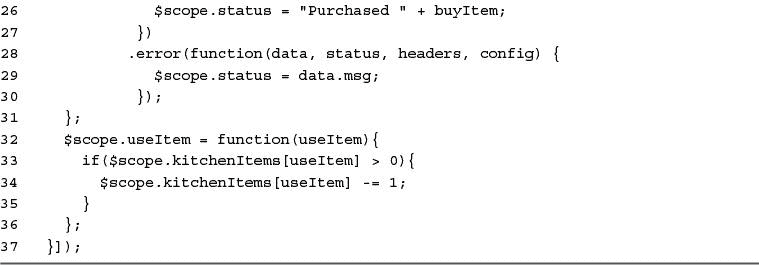 26               $scope.status = "Purchased " + buyItem;
27             })
28            .error(function(data, status, headers, config) {
29               $scope.status = data.msg;
30             });
31     };
32     $scope.useItem = function(useItem){
33       if($scope.kitchenItems[useItem] > 0){
34         $scope.kitchenItems[useItem] -= 1;
35       }
36     };
37   }]);